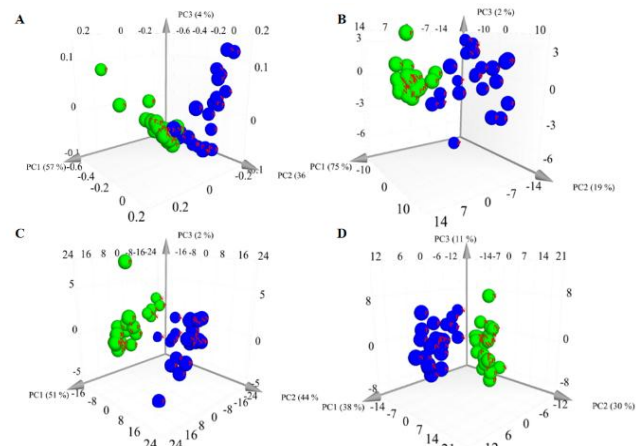 A
PC3 (4 %)
0.2 0 -0.2 -0.6 -0.4 -0.2 0
0.1 0.1
0 0
-0.1 -0.1
PC1 (57 %) -0.6
-0.4
-0.2
0
0.2 0.2 0 -0.2
PC2 (36
B
PC3 (2 %)
14 7 -7 -14 -10 0 10
3 3
0 0
-3 -3
-6 -6
PC1 (75 %)
-10
0
10 14 7 0 -7 -14
PC2 (19 %)
C
PC3 (2 %)
24 16 8 0 -8 -16 -24 -16 -8 0 8 16 24
5 5
0 0
-5 -5
PC1 (51 %) -16
-8
0
8
16
24 24 16 8 0 -8 -16 -24
PC2 (44 %
D
PC3 (11 %)
12 6 0 -6 -12 -14 -7 0 7 14 21
8 8
0 0
-8 -8
PC1 (38 %) -14
-7
0
7
14
6 0 -6 -12
PC2 (30 %)